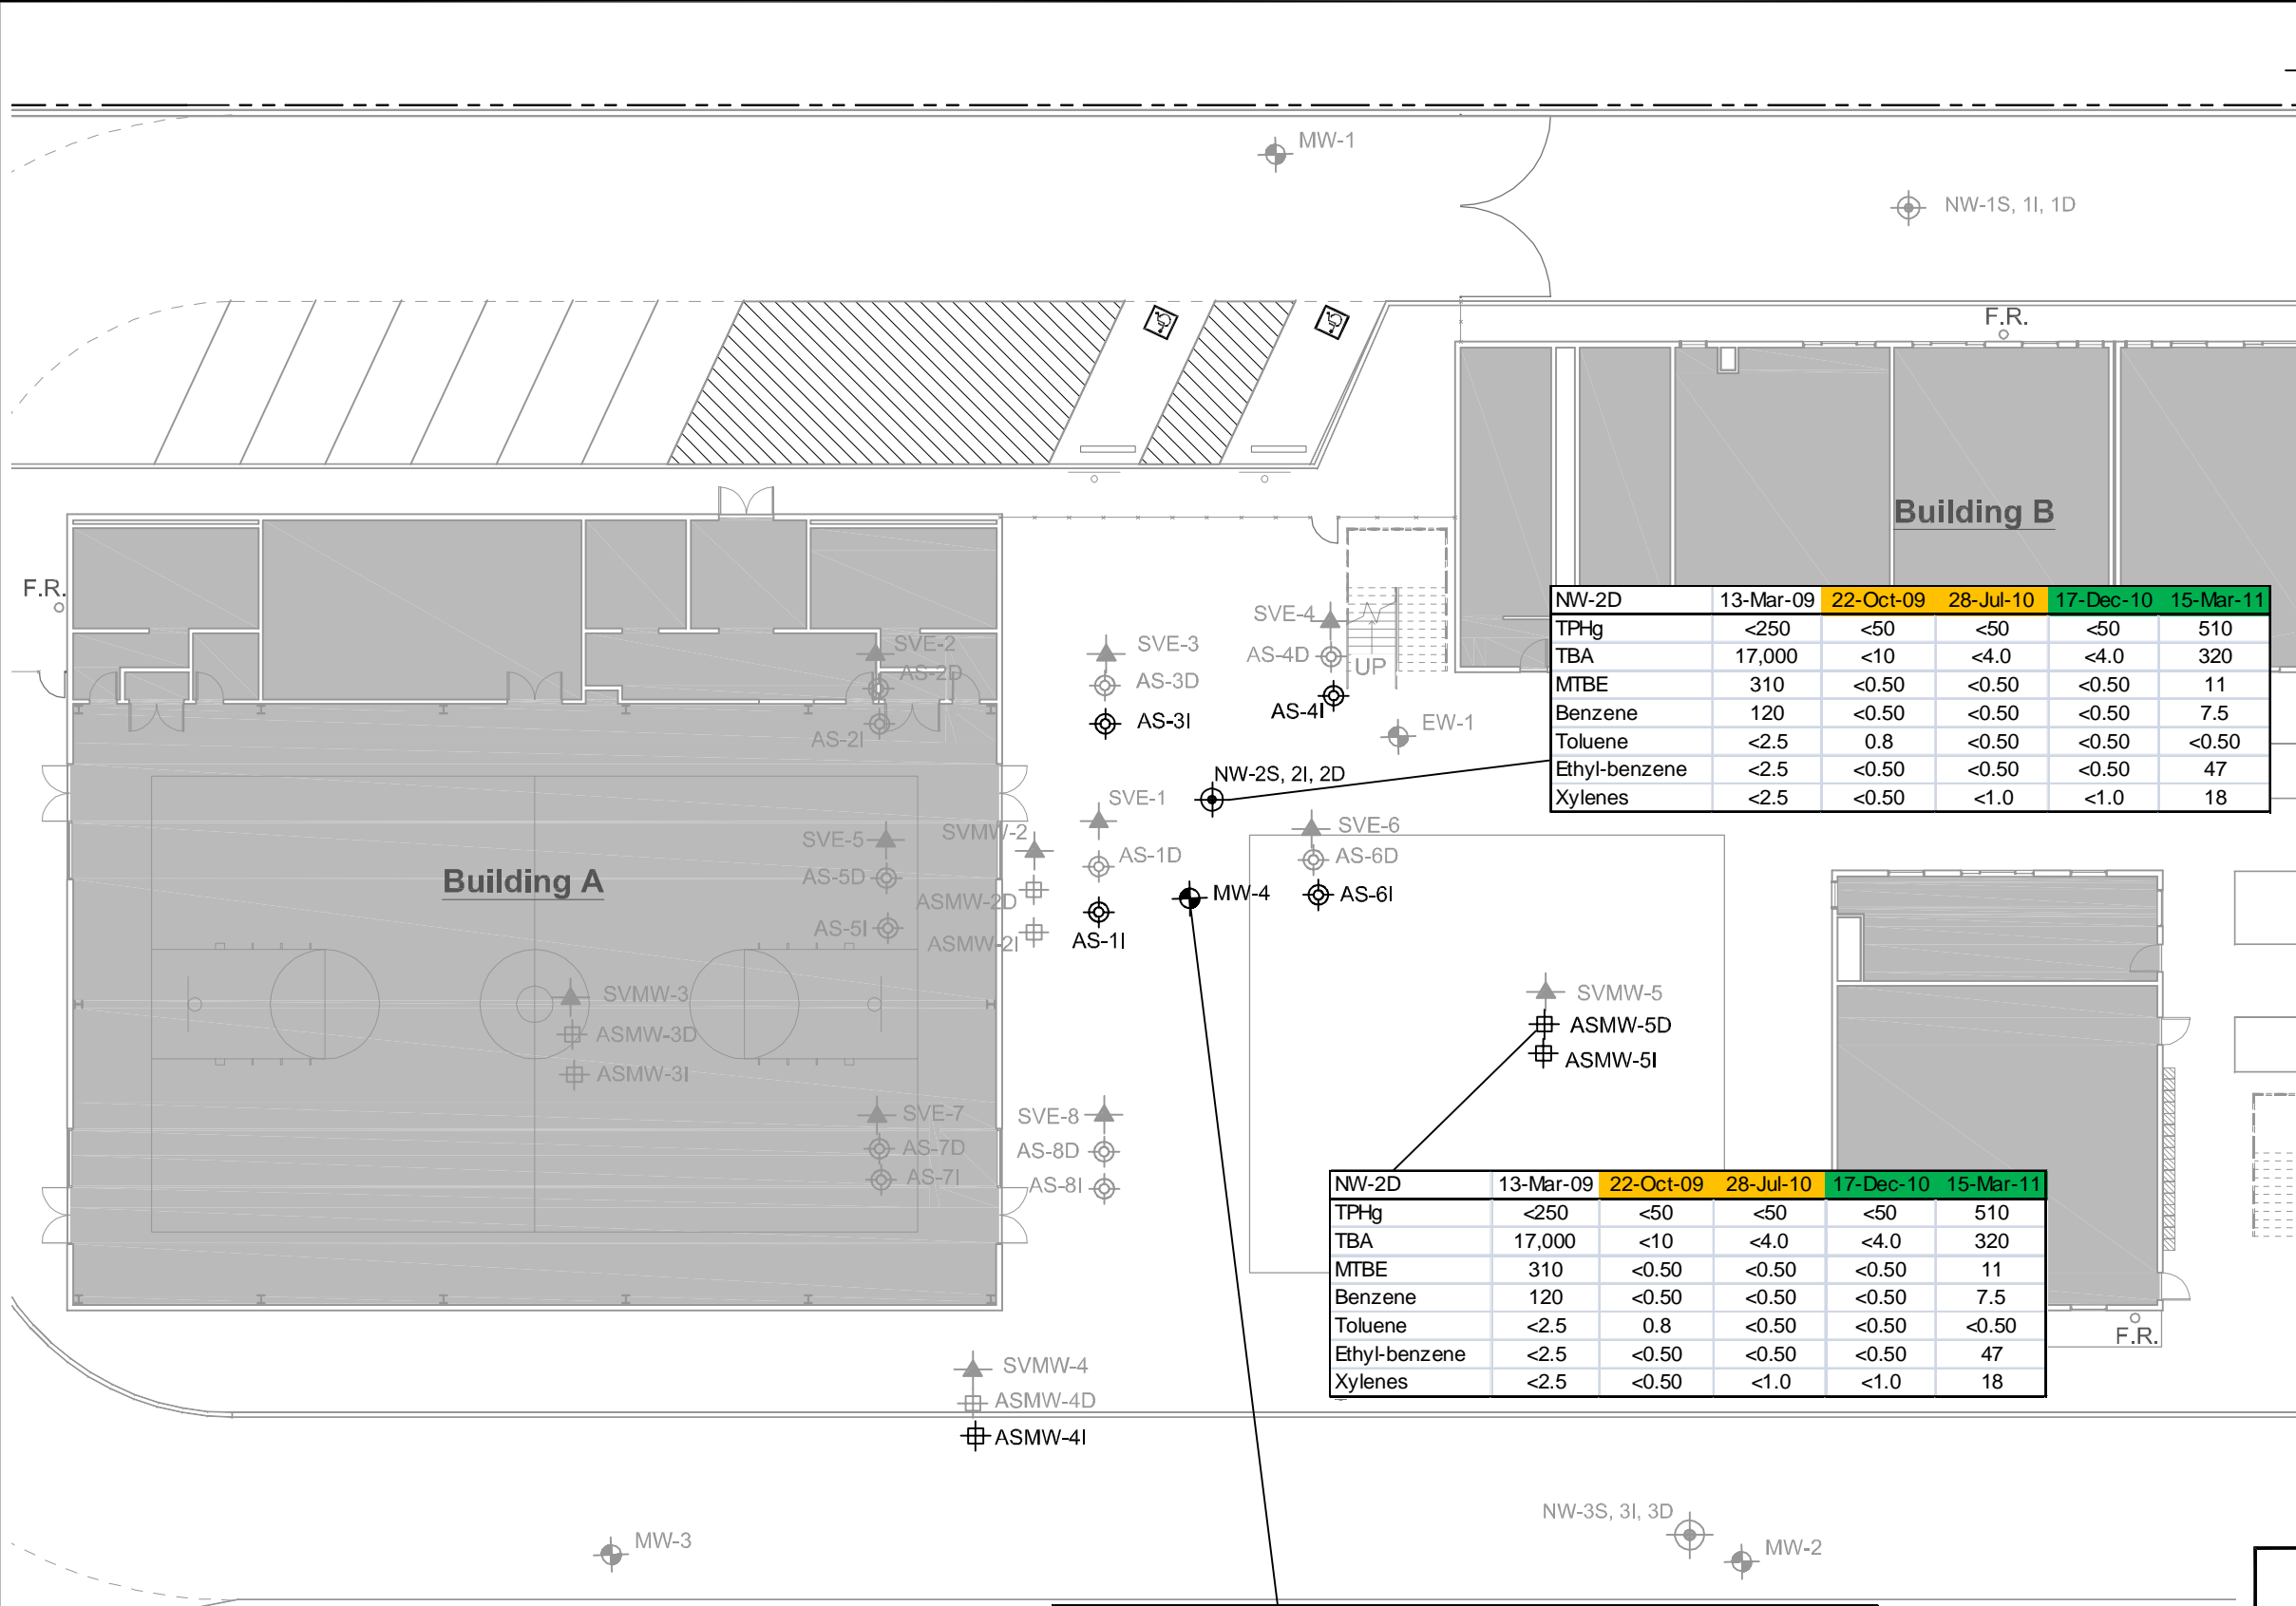 MW-1
NW-1S, 1I, 1D
F.R.
Building B
F.R.
NW-2D 13-Mar-09 22-Oct-09 28-Jul-10 17-Dec-10 15-Mar-11
TPHg <250 <50 <50 <50 510
TBA 17,000 <10 <4.0 <4.0 320
MTBE 310 <0.50 <0.50 <0.50 11
Benzene 120 <0.50 <0.50 <0.50 7.5
Toluene <2.5 0.8 <0.50 <0.50 <0.50
Ethyl-benzene <2.5 <0.50 <0.50 <0.50 47
Xylenes <2.5 <0.50 <1.0 <1.0 18
SVE-2
AS-2D
AS-2I
SVE-3
AS-3D
AS-3I
SVE-4
AS-4D
UP
AS-4I
EW-1
NW-2S, 2I, 2D
SVE-1
AS-1D
AS-1I
SVMW-2
ASMW-2D
ASMW-2I
SVE-5
AS-5D
AS-5I
Building A
SVE-6
AS-6D
AS-6I
MW-4
SVMW-3
ASMW-3D
ASMW-3I
SVMW-5
ASMW-5D
ASMW-5I
SVE-7
AS-7D
AS-7I
SVE-8
AS-8D
AS-8I
NW-2D 13-Mar-09 22-Oct-09 28-Jul-10 17-Dec-10 15-Mar-11
TPHg <250 <50 <50 <50 510
TBA 17,000 <10 <4.0 <4.0 320
MTBE 310 <0.50 <0.50 <0.50 11
Benzene 120 <0.50 <0.50 <0.50 7.5
Toluene <2.5 0.8 <0.50 <0.50 <0.50
Ethyl-benzene <2.5 <0.50 <0.50 <0.50 47
Xylenes <2.5 <0.50 <1.0 <1.0 18
F.R.
SVMW-4
ASMW-4D
ASMW-4I
MW-3
NW-3S, 3I, 3D
MW-2